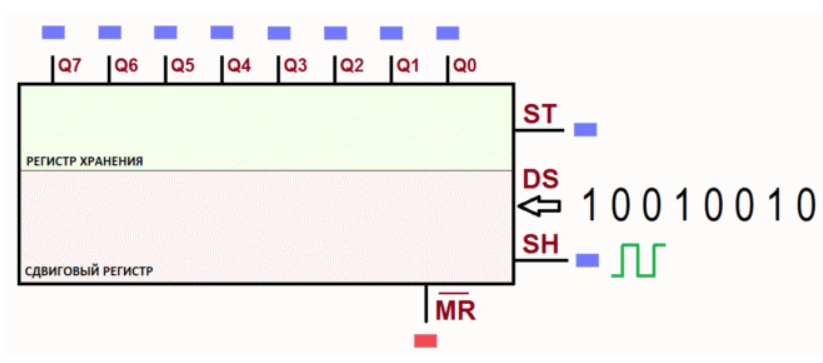 Q7 Q6 Q5 Q4 Q3 Q2 Q1 Q0
ST
РЕГИСТР ХРАНЕНИЯ
DS
10010010
SH
СДВИГОВЫЙ РЕГИСТР
MR